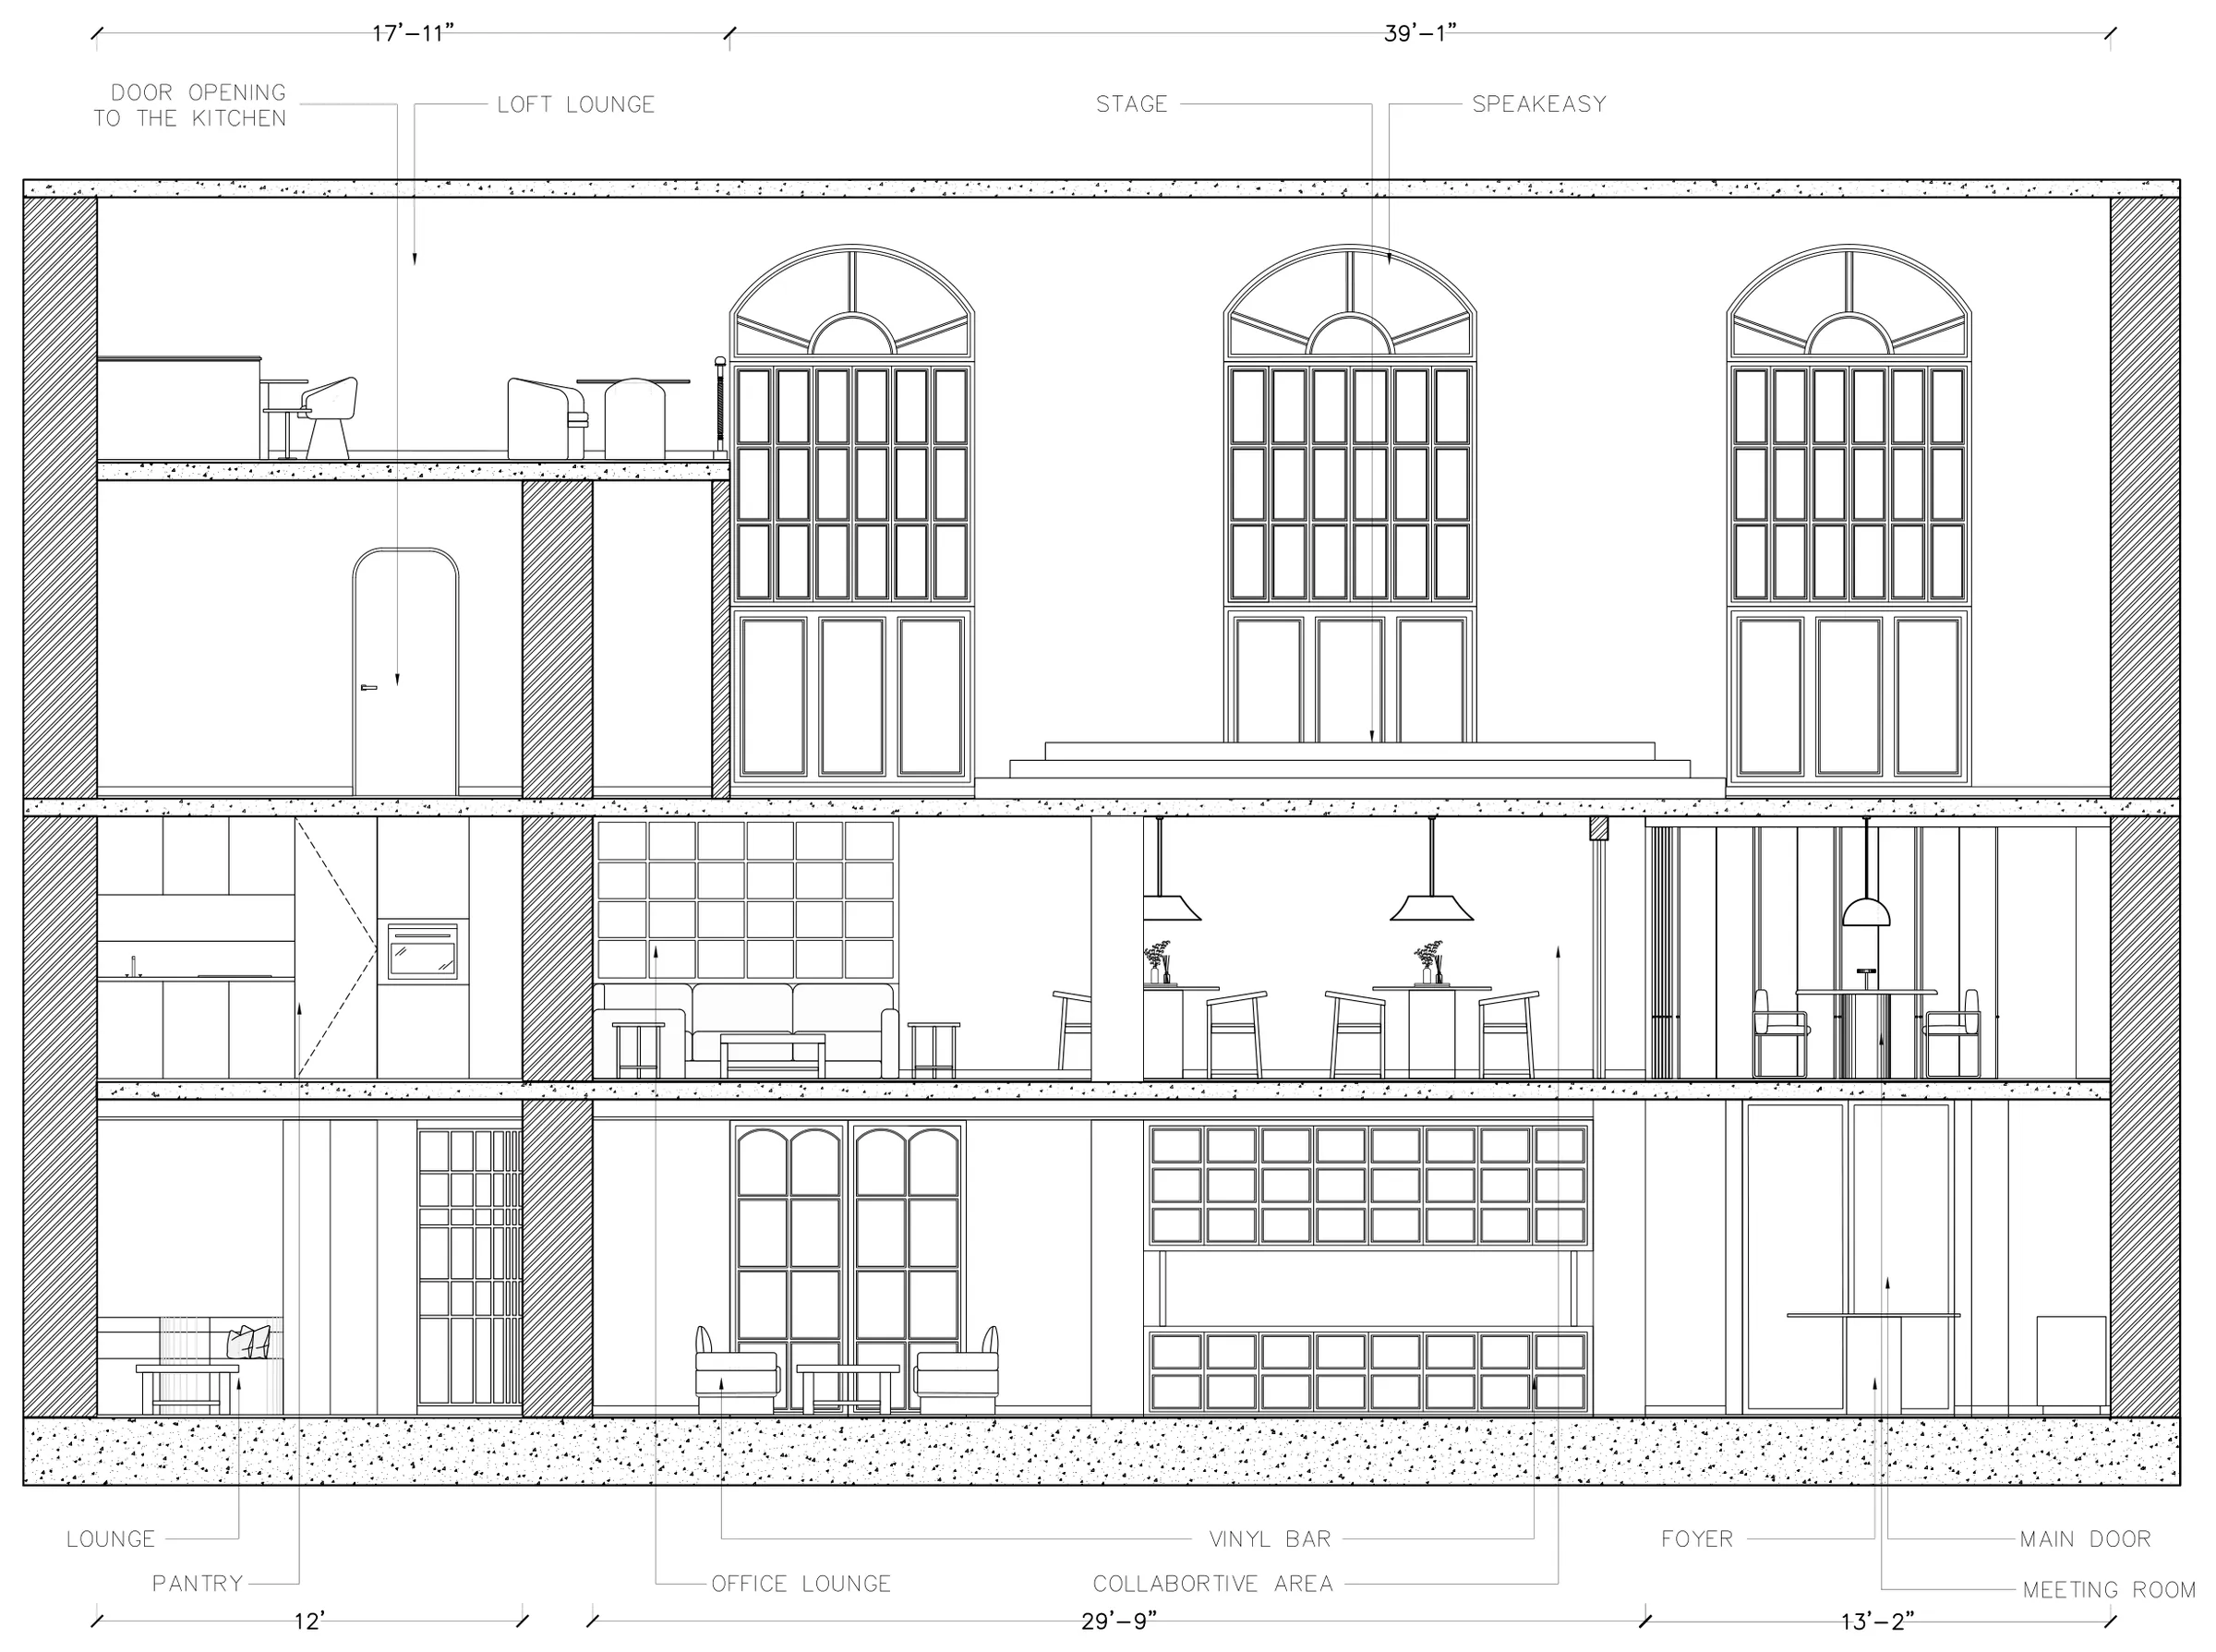 17'-11"
39'-1"
DOOR OPENING
TO THE KITCHEN
LOFT LOUNGE
STAGE
SPEAKEASY
LOUNGE
VINYL BAR
FOYER
MAIN DOOR
PANTRY
OFFICE LOUNGE
COLLABORTIVE AREA
MEETING ROOM
12'
29'-9"
13'-2"